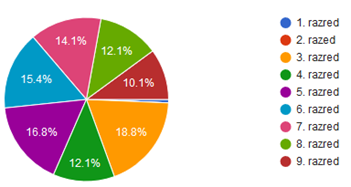 14.1%
12.1%
10.1%
15.4%
16.8%
12.1%
18.8%
1. razred
2. razed
3. razred
4. razred
5. razred
6. razred
7. razred
8. razred
9. razred